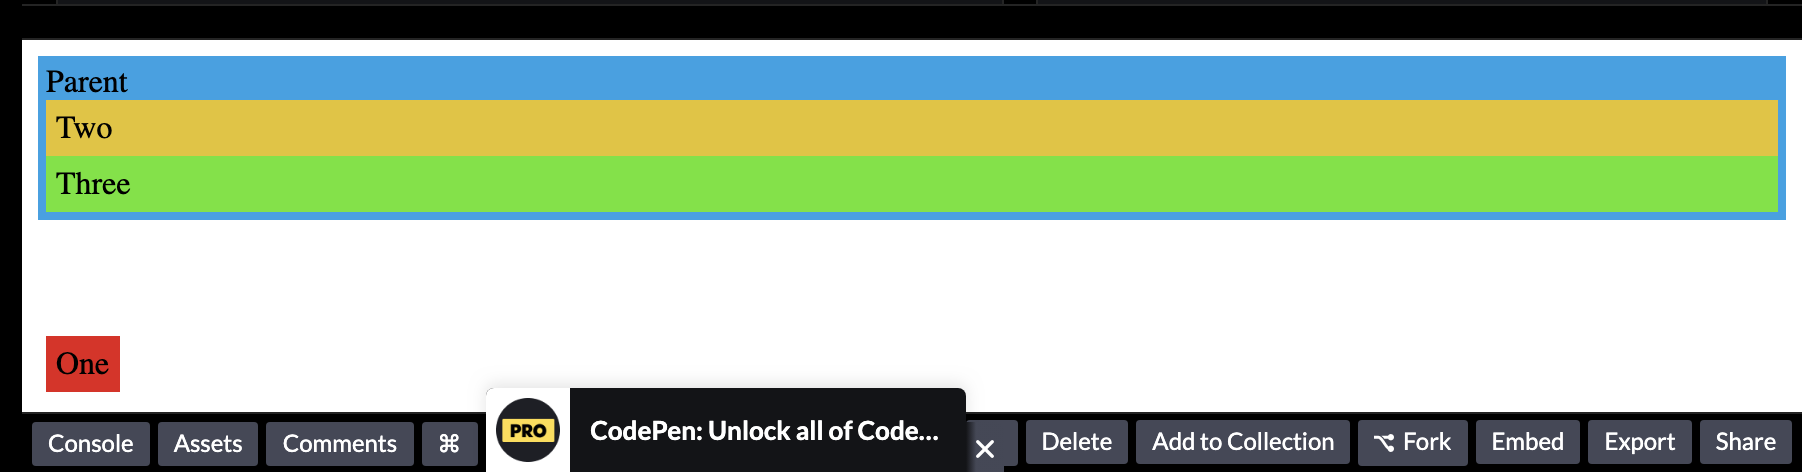 Parent
Two
Three
One
Console Assets Comments ⌘ PRO CodePen: Unlock all of Code... × Delete Add to Collection Fork Embed Export Share